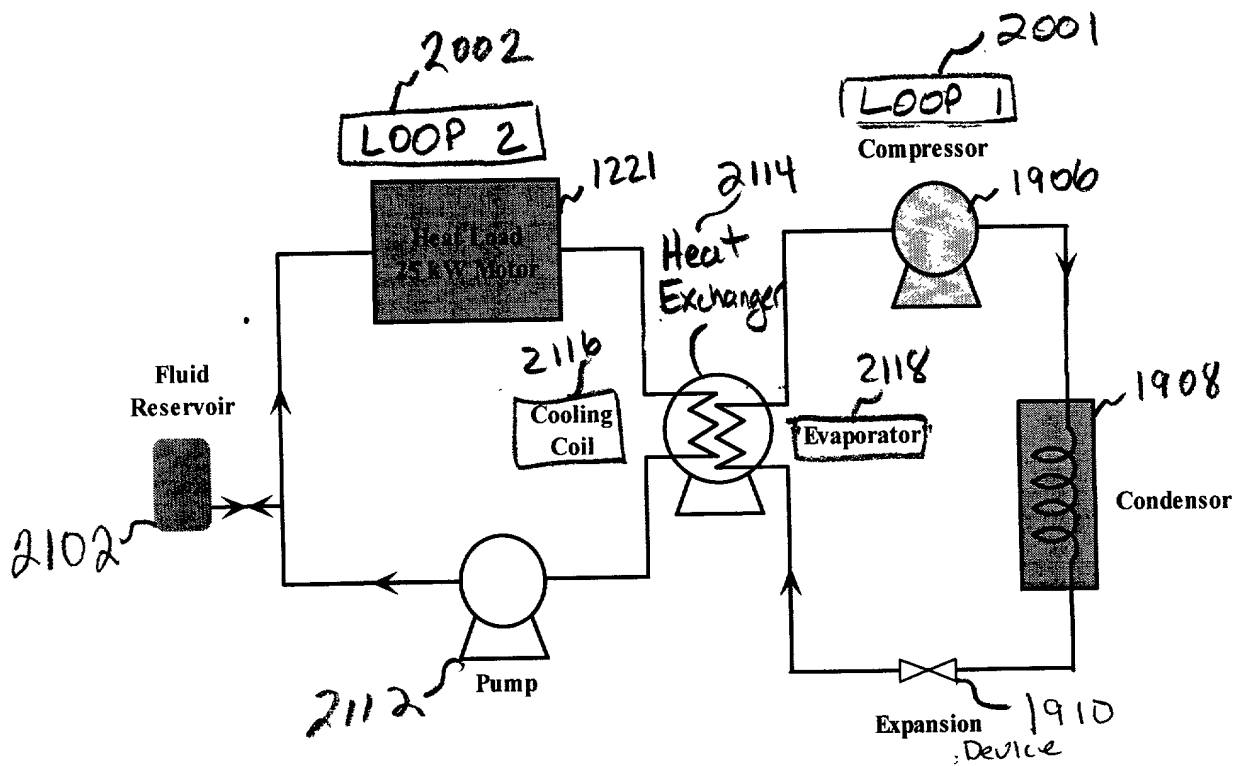 2002
2001
LOOP 2
LOOP 1
Compressor
1221
2114
1906
Heat Load
25 kW Motor
Heat
Exchanger
2116
2118
1908
Fluid
Reservoir
Cooling
Coil
"Evaporator"
Condensor
2102
2112
Pump
Expansion
1910
Device